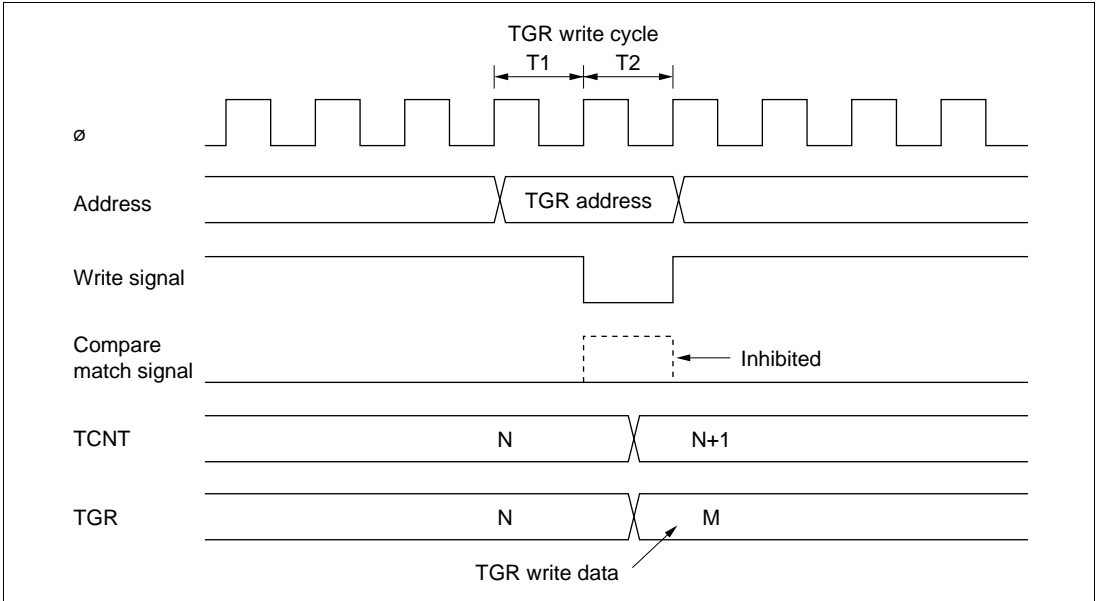 TGR write cycle
T1 T2
ø
Address TGR address
Write signal
Compare
match signal Inhibited
TCNT N N+1
TGR N M
TGR write data